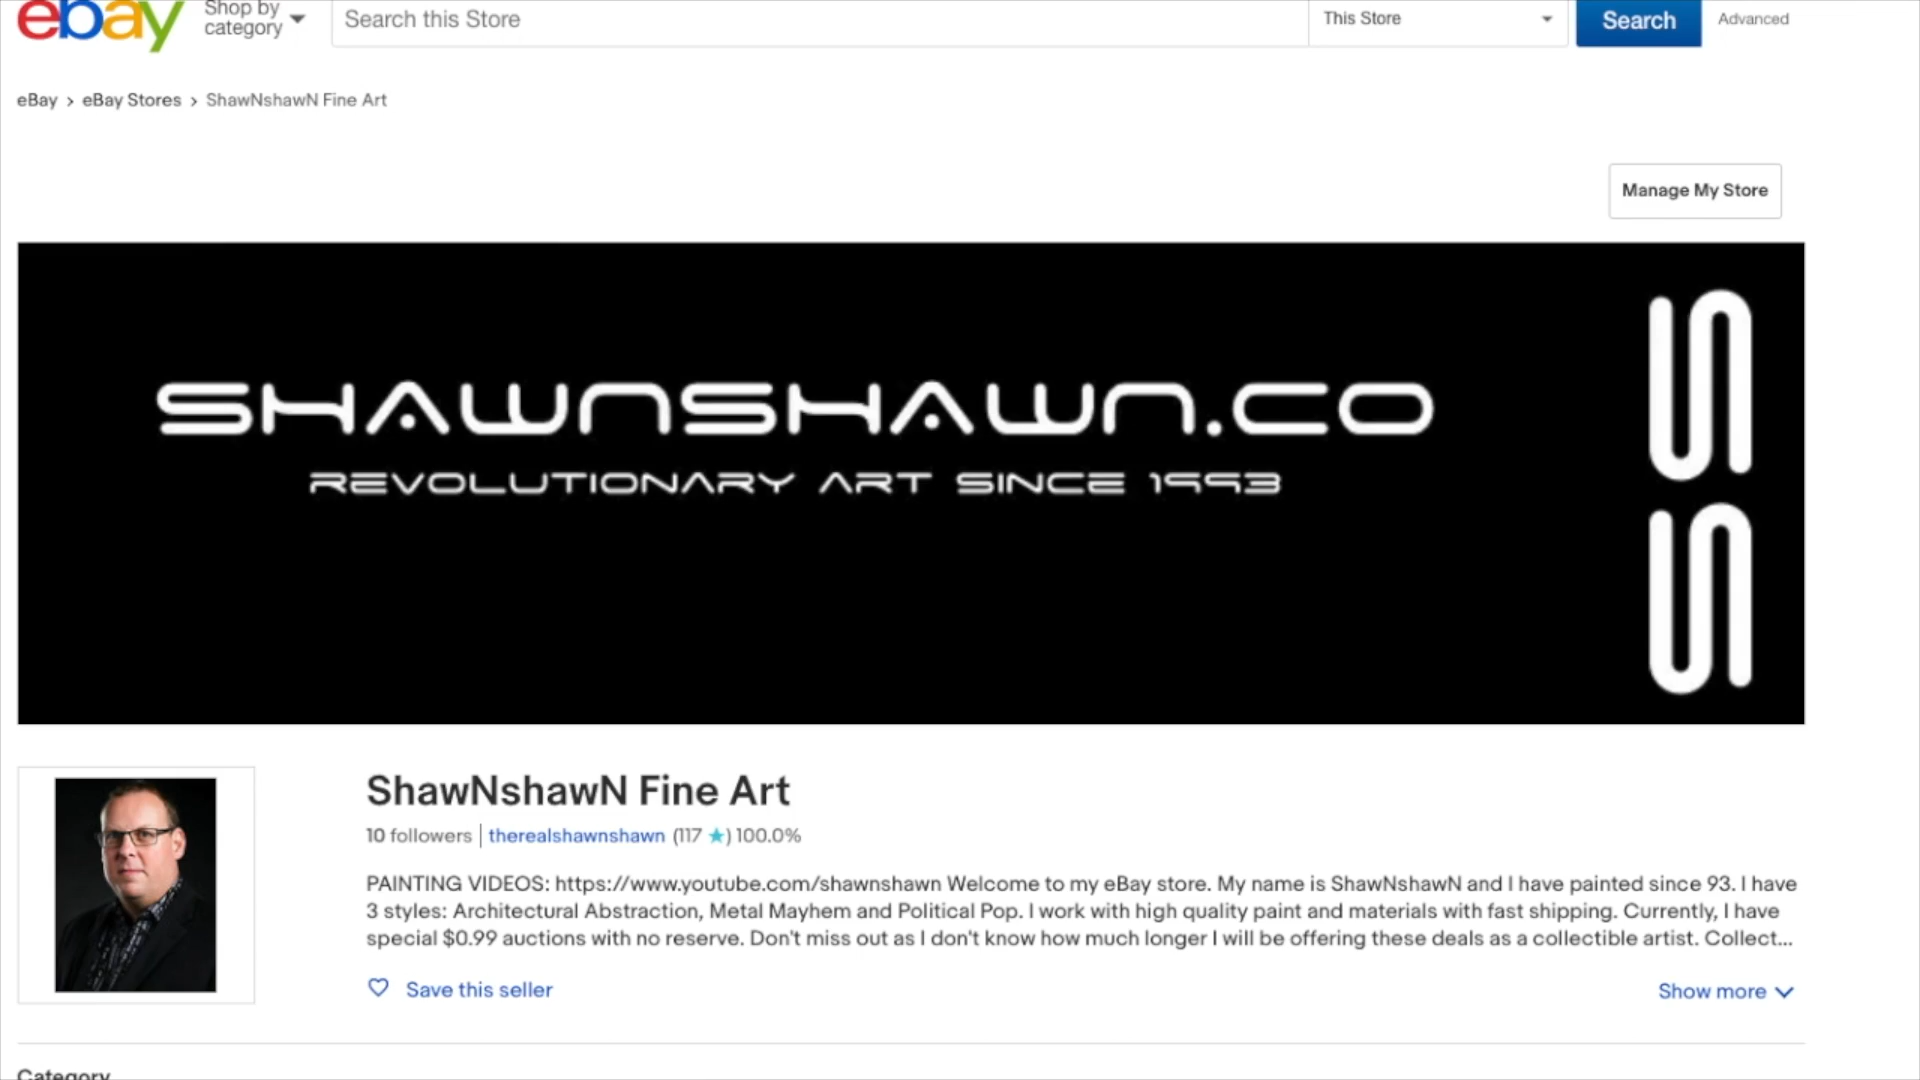 ebay
Shop by
category
Search this Store
This Store
Search
Advanced
eBay > eBay Stores > ShawNshawN Fine Art
Manage My Store
SHAWNSHAWN.CO
REVOLUTIONARY ART SINCE 1993
SS
ShawNshawN Fine Art
10 followers | therealshawnshawn (117 ★) 100.0%
PAINTING VIDEOS: https://www.youtube.com/shawnshawn Welcome to my eBay store. My name is ShawNshawN and I have painted since 93. I have
3 styles: Architectural Abstraction, Metal Mayhem and Political Pop. I work with high quality paint and materials with fast shipping. Currently, I have
special $0.99 auctions with no reserve. Don't miss out as I don't know how much longer I will be offering these deals as a collectible artist. Collect...
Save this seller
Show more
Category